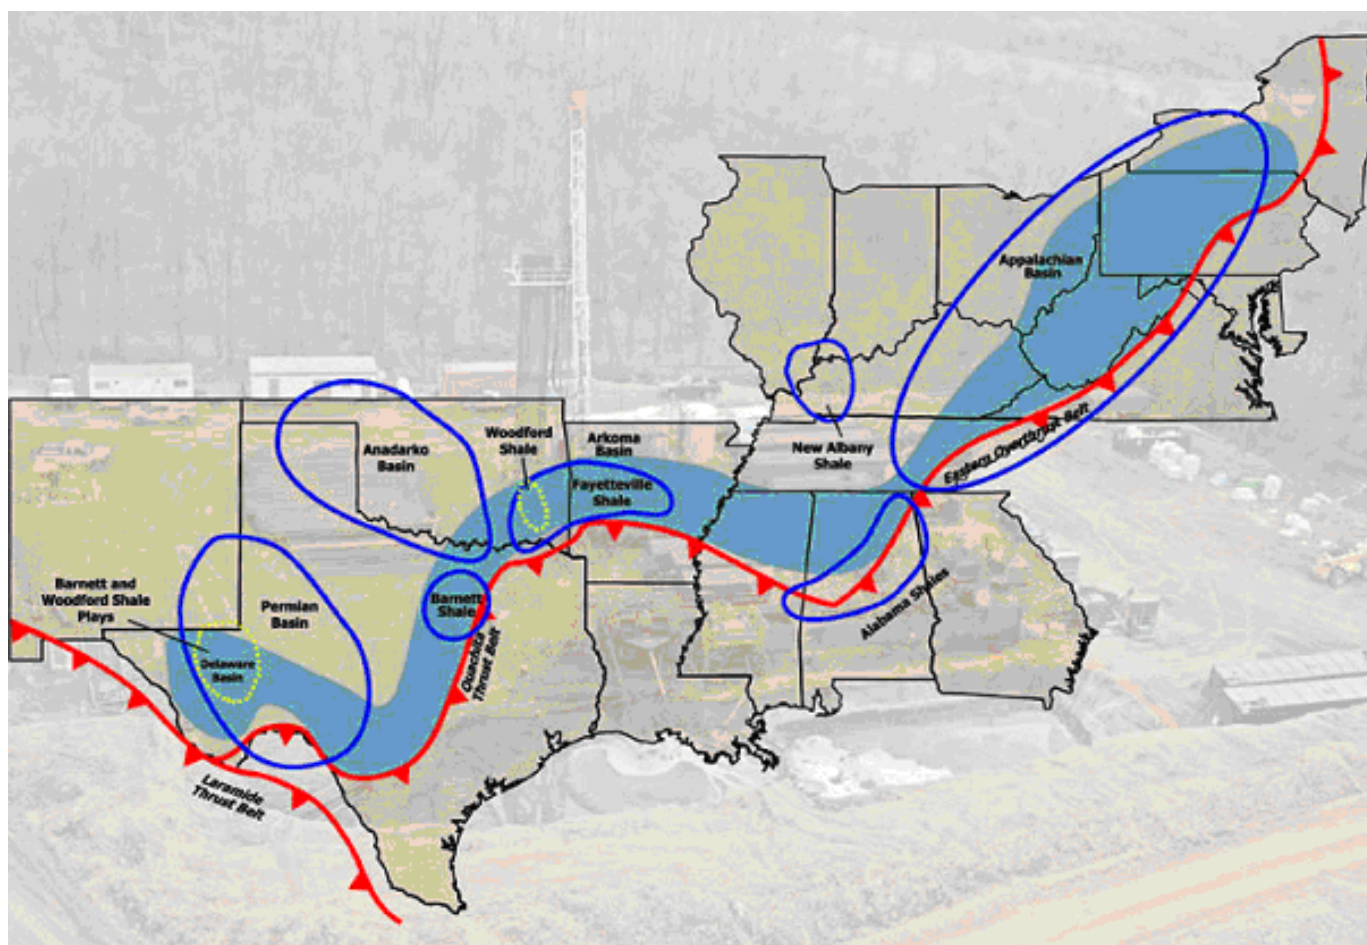 Appalachian
Basin
Woodford
Shale
Arkoma
Basin
Anadarko
Basin
New Albany
Shale
Eastern Overthrust Belt
Fayetteville
Shale
Barnett and
Woodford Shale
Plays
Permian
Basin
Barnett
Shale
Alabama Shales
Delaware
Basin
Ouachita
Thrust Belt
Laramide
Thrust Belt